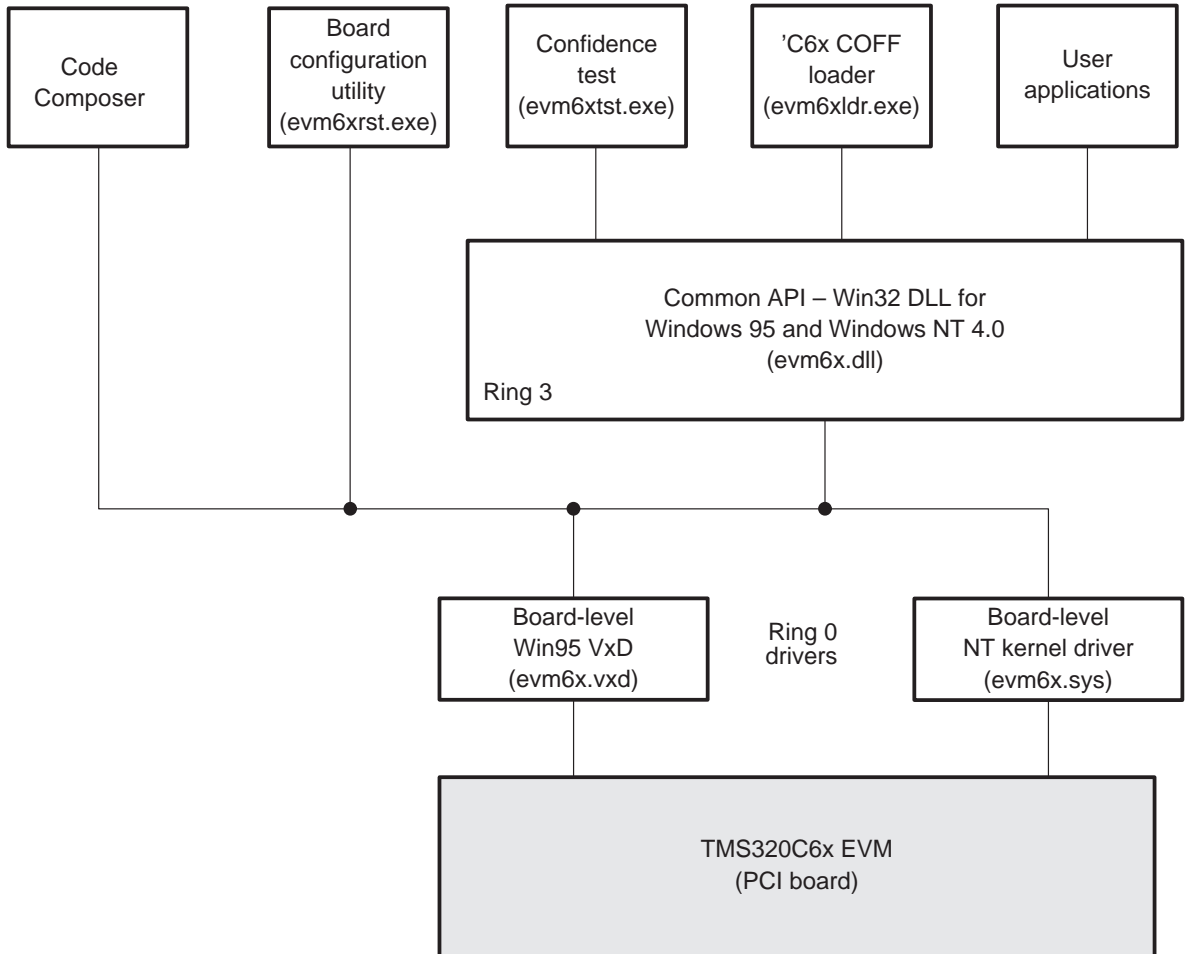 Code
Composer
Board
configuration
utility
(evm6xrst.exe)
Confidence
test
(evm6xtst.exe)
’C6x COFF
loader
(evm6xldr.exe)
User
applications
Common API – Win32 DLL for
Windows 95 and Windows NT 4.0
(evm6x.dll)
Ring 3
Board-level
Win95 VxD
(evm6x.vxd)
Ring 0
drivers
Board-level
NT kernel driver
(evm6x.sys)
TMS320C6x EVM
(PCI board)